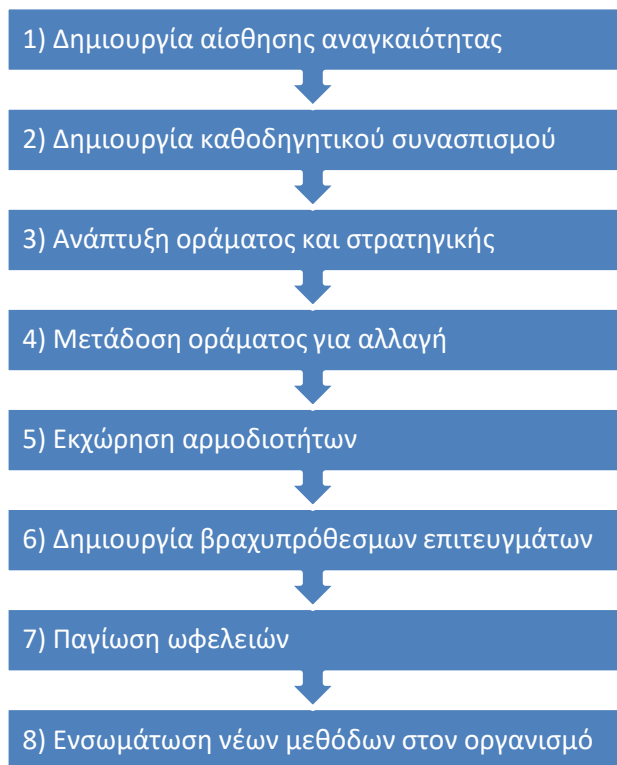 1) Δημιουργία αίσθησης αναγκαιότητας
2) Δημιουργία καθοδηγητικού συνασπισμού
3) Ανάπτυξη οράματος και στρατηγικής
4) Μετάδοση οράματος για αλλαγή
5) Εκχώρηση αρμοδιοτήτων
6) Δημιουργία βραχυπρόθεσμων επιτευγμάτων
7) Παγίωση ωφελειών
8) Ενσωμάτωση νέων μεθόδων στον οργανισμό